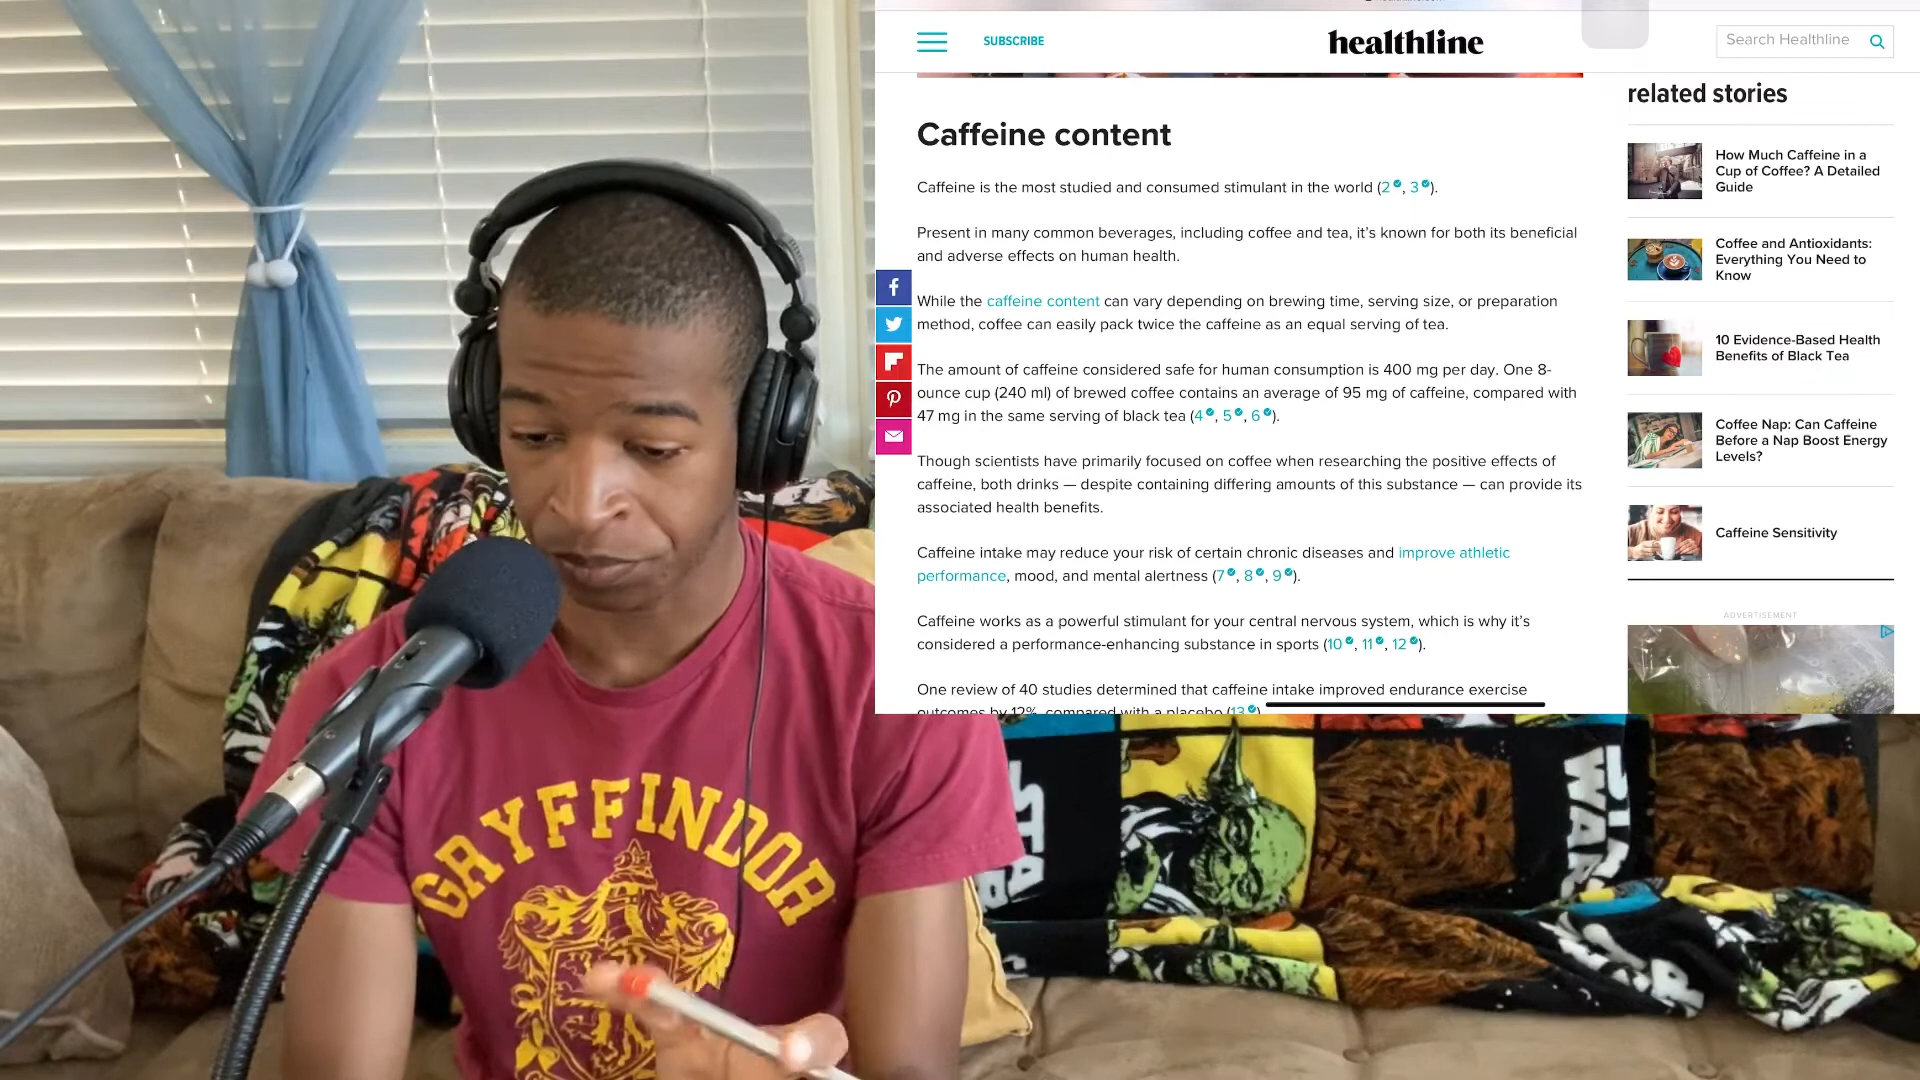 SUBSCRIBE
healthline
Search Healthline
Caffeine content
Caffeine is the most studied and consumed stimulant in the world (2, 3).
Present in many common beverages, including coffee and tea, it's known for both its beneficial
and adverse effects on human health.
While the caffeine content can vary depending on brewing time, serving size, or preparation
method, coffee can easily pack twice the caffeine as an equal serving of tea.
The amount of caffeine considered safe for human consumption is 400 mg per day. One 8-
ounce cup (240 ml) of brewed coffee contains an average of 95 mg of caffeine, compared with
47 mg in the same serving of black tea (4, 5, 6).
Though scientists have primarily focused on coffee when researching the positive effects of
caffeine, both drinks — despite containing differing amounts of this substance — can provide its
associated health benefits.
Caffeine intake may reduce your risk of certain chronic diseases and improve athletic
performance, mood, and mental alertness (7, 8, 9).
Caffeine works as a powerful stimulant for your central nervous system, which is why it's
considered a performance-enhancing substance in sports (10, 11, 12).
One review of 40 studies determined that caffeine intake improved endurance exercise
outcomes by 12%, compared with a placebo (13)
related stories
How Much Caffeine in a
Cup of Coffee? A Detailed
Guide
Coffee and Antioxidants:
Everything You Need to
Know
10 Evidence-Based Health
Benefits of Black Tea
Coffee Nap: Can Caffeine
Before a Nap Boost Energy
Levels?
Caffeine Sensitivity
ADVERTISEMENT
GRYFFINDOR
STAR
STAR
WARS